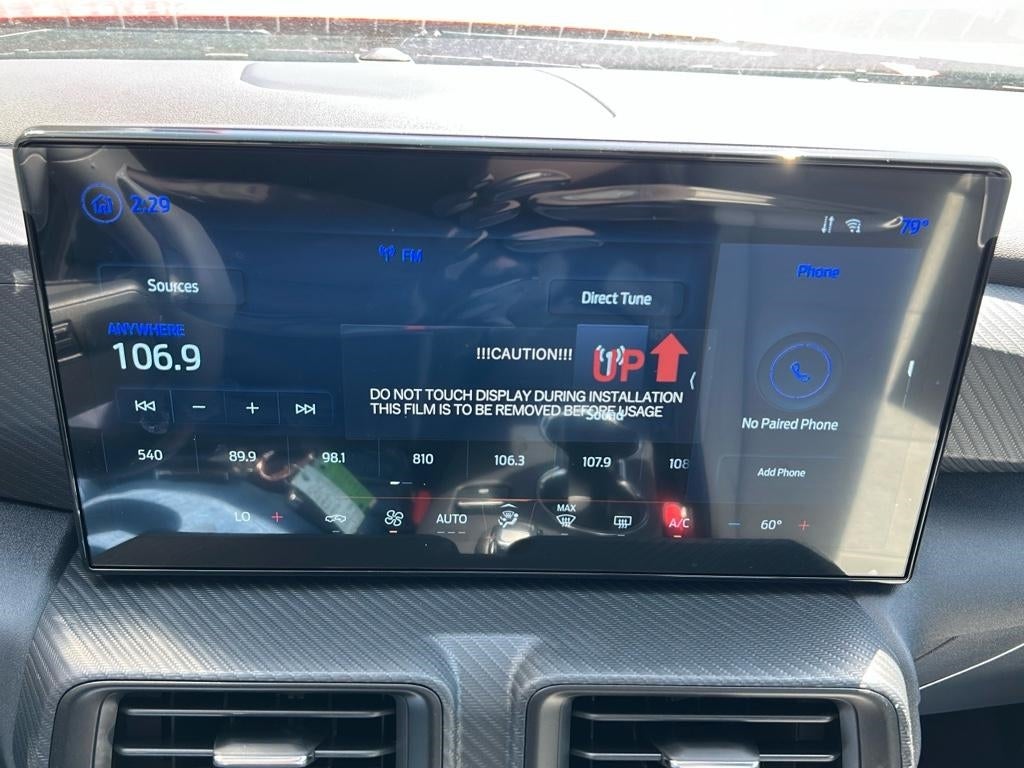 2:29
79°
FM
Phone
Sources
Direct Tune
ANYWHERE
106.9
!!!CAUTION!!!
UP
DO NOT TOUCH DISPLAY DURING INSTALLATION
THIS FILM IS TO BE REMOVED BEFORE USAGE
Sound
No Paired Phone
540 89.9 98.1 810 106.3 107.9 108
Add Phone
LO + AUTO MAX A/C − 60° +